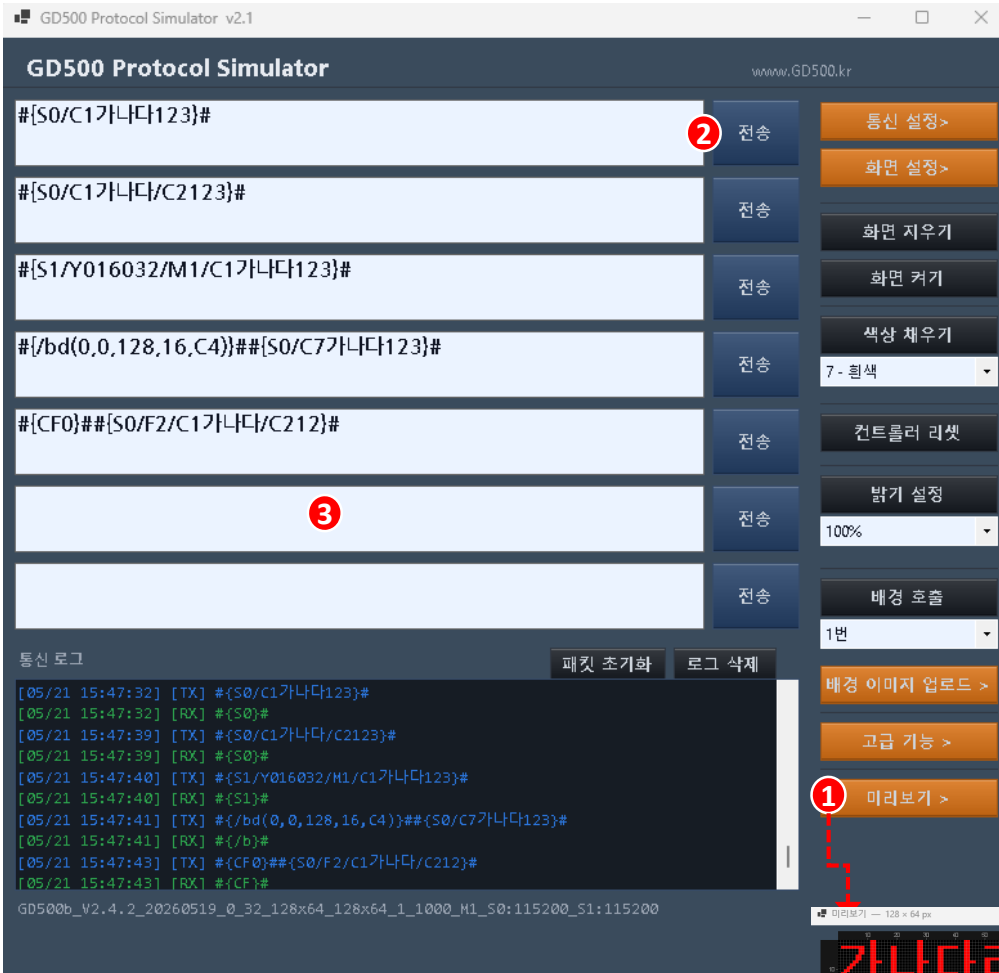 GD500 Protocol Simulator v2.1
GD500 Protocol Simulator
www.GD500.kr
#{S0/C1가나다123}#
2
전송
통신 설정>
화면 설정>
#{S0/C1가나다/C2123}#
전송
화면 지우기
#{S1/Y016032/M1/C1가나다123}#
전송
화면 켜기
색상 채우기
#{/bd(0,0,128,16,C4)}##{S0/C7가나다123}#
전송
7 - 흰색
#{CF0}##{S0/F2/C1가나다/C212}#
전송
컨트롤러 리셋
3
전송
밝기 설정
100%
전송
배경 호출
1번
통신 로그
패킷 초기화
로그 삭제
배경 이미지 업로드 >
[05/21 15:47:32] [TX] #{S0/C1가나다123}#
[05/21 15:47:32] [RX] #{S0}#
[05/21 15:47:39] [TX] #{S0/C1가나다/C2123}#
[05/21 15:47:39] [RX] #{S0}#
[05/21 15:47:40] [TX] #{S1/Y016032/M1/C1가나다123}#
[05/21 15:47:40] [RX] #{S1}#
[05/21 15:47:41] [TX] #{/bd(0,0,128,16,C4)}##{S0/C7가나다123}#
[05/21 15:47:41] [RX] #{/b}#
[05/21 15:47:43] [TX] #{CF0}##{S0/F2/C1가나다/C212}#
[05/21 15:47:43] [RX] #{CF}#
고급 기능 >
1
미리보기 >
GD500b_V2.4.2_20260519_0_32_128x64_128x64_1_1000_M1_S0:115200_S1:115200
미리보기 — 128 × 64 px
10 20 30 40 50
10
가나다